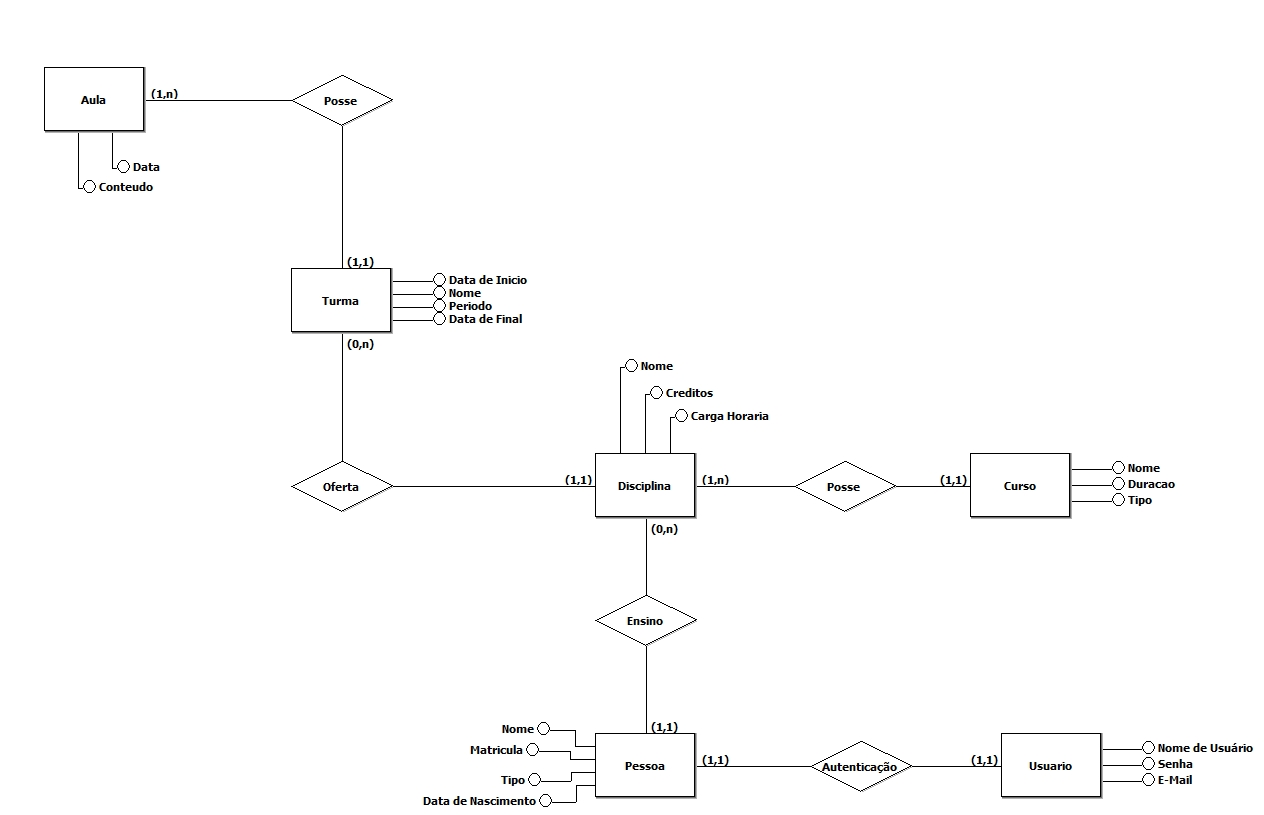 Aula
(1,n)
Posse
Data
Conteudo
(1,1)
Turma
Data de Inicio
Nome
Periodo
Data de Final
(0,n)
Nome
Creditos
Carga Horaria
Oferta
(1,1)
Disciplina
(1,n)
Posse
(1,1)
Curso
Nome
Duracao
Tipo
(0,n)
Ensino
(1,1)
Nome
Matricula
Tipo
Data de Nascimento
Pessoa
(1,1)
Autenticação
(1,1)
Usuario
Nome de Usuário
Senha
E-Mail